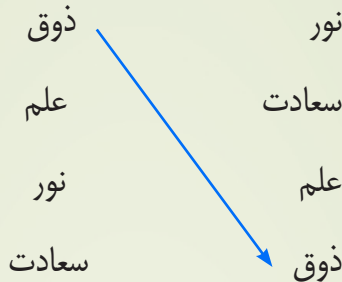 نور ذوق
سعادت علم
علم نور
ذوق سعادت